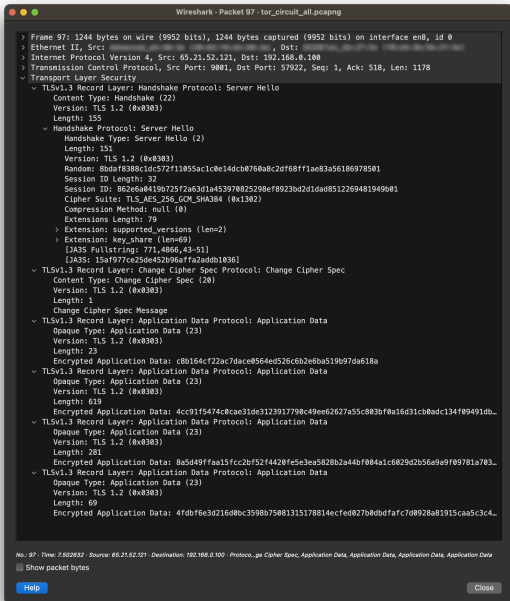 Wireshark · Packet 97 · tor_circuit_all.pcapng
Frame 97: 1244 bytes on wire (9952 bits), 1244 bytes captured (9952 bits) on interface en8, id 0
Ethernet II, Src: , Dst:
Internet Protocol Version 4, Src: 65.21.52.121, Dst: 192.168.0.100
Transmission Control Protocol, Src Port: 9001, Dst Port: 57922, Seq: 1, Ack: 518, Len: 1178
Transport Layer Security
TLSv1.3 Record Layer: Handshake Protocol: Server Hello
Content Type: Handshake (22)
Version: TLS 1.2 (0x0303)
Length: 155
Handshake Protocol: Server Hello
Handshake Type: Server Hello (2)
Length: 151
Version: TLS 1.2 (0x0303)
Random: 8bdaf8388c1dc572f11055ac1c0e14dcb0760a8c2df68ff1ae83a56186978501
Session ID Length: 32
Session ID: 862e6a0419b725f2a63d1a453970825298ef8923bd2d1dad8512269481949b01
Cipher Suite: TLS_AES_256_GCM_SHA384 (0x1302)
Compression Method: null (0)
Extensions Length: 79
Extension: supported_versions (len=2)
Extension: key_share (len=69)
[JA3S Fullstring: 771,4866,43-51]
[JA3S: 15af977ce25de452b96affa2addb1036]
TLSv1.3 Record Layer: Change Cipher Spec Protocol: Change Cipher Spec
Content Type: Change Cipher Spec (20)
Version: TLS 1.2 (0x0303)
Length: 1
Change Cipher Spec Message
TLSv1.3 Record Layer: Application Data Protocol: Application Data
Opaque Type: Application Data (23)
Version: TLS 1.2 (0x0303)
Length: 23
Encrypted Application Data: c8b164cf22ac7dace0564ed526c6b2e6ba519b97da618a
TLSv1.3 Record Layer: Application Data Protocol: Application Data
Opaque Type: Application Data (23)
Version: TLS 1.2 (0x0303)
Length: 619
Encrypted Application Data: 4cc91f5474c0cae31de3123917790c49ee62627a55c803bf0a16d31cb0adc134f09491db…
TLSv1.3 Record Layer: Application Data Protocol: Application Data
Opaque Type: Application Data (23)
Version: TLS 1.2 (0x0303)
Length: 281
Encrypted Application Data: 8a5d49ffaa15fcc2bf52f4420fe5e3ea5828b2a44bf004a1c6029d2b56a9a9f09781a703…
TLSv1.3 Record Layer: Application Data Protocol: Application Data
Opaque Type: Application Data (23)
Version: TLS 1.2 (0x0303)
Length: 69
Encrypted Application Data: 4fdbf6e3d216d0bc3598b75081315178814ecfed027b0dbdfafc7d0928a81915caa5c3c4…
No.: 97 · Time: 7.502632 · Source: 65.21.52.121 · Destination: 192.168.0.100 · Protoco…ge Cipher Spec, Application Data, Application Data, Application Data, Application Data
Show packet bytes
Help
Close